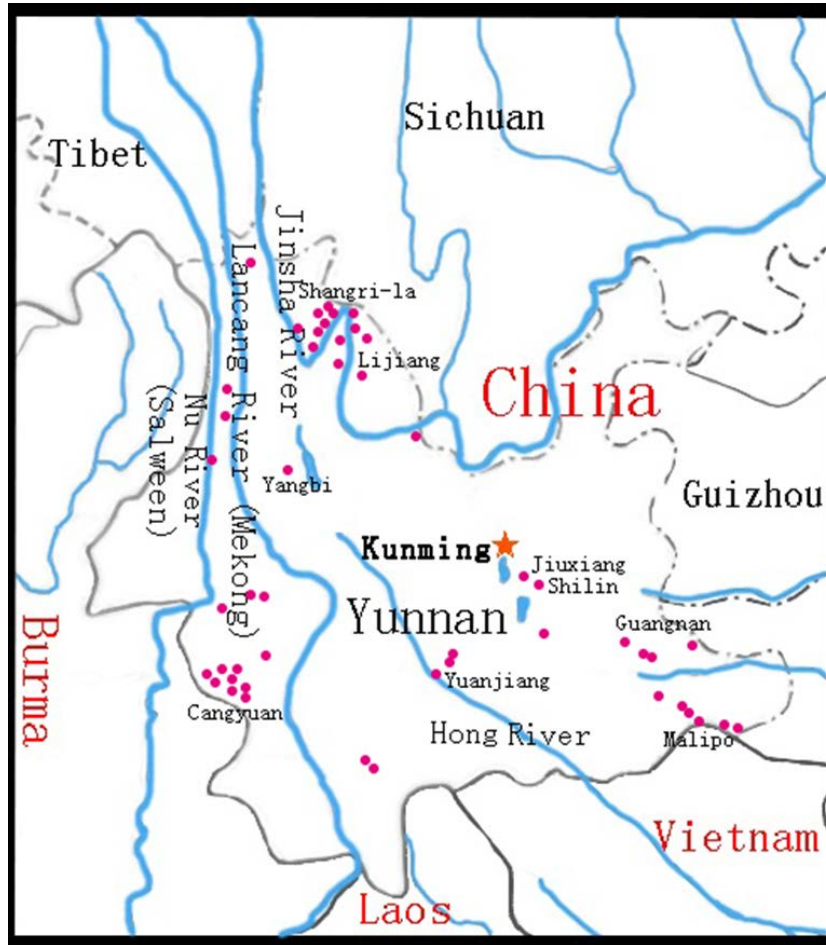 Sichuan
Tibet
Jinsha River
Lancang River (Mekong)
Shangri-la
Lijiang
China
Nu River
(Salween)
Yangbi
Guizhou
Kunming
Jiuxiang
Shilin
Yunnan
Guangnan
Burma
Yuanjiang
Cangyuan
Hong River
Malipo
Vietnam
Laos